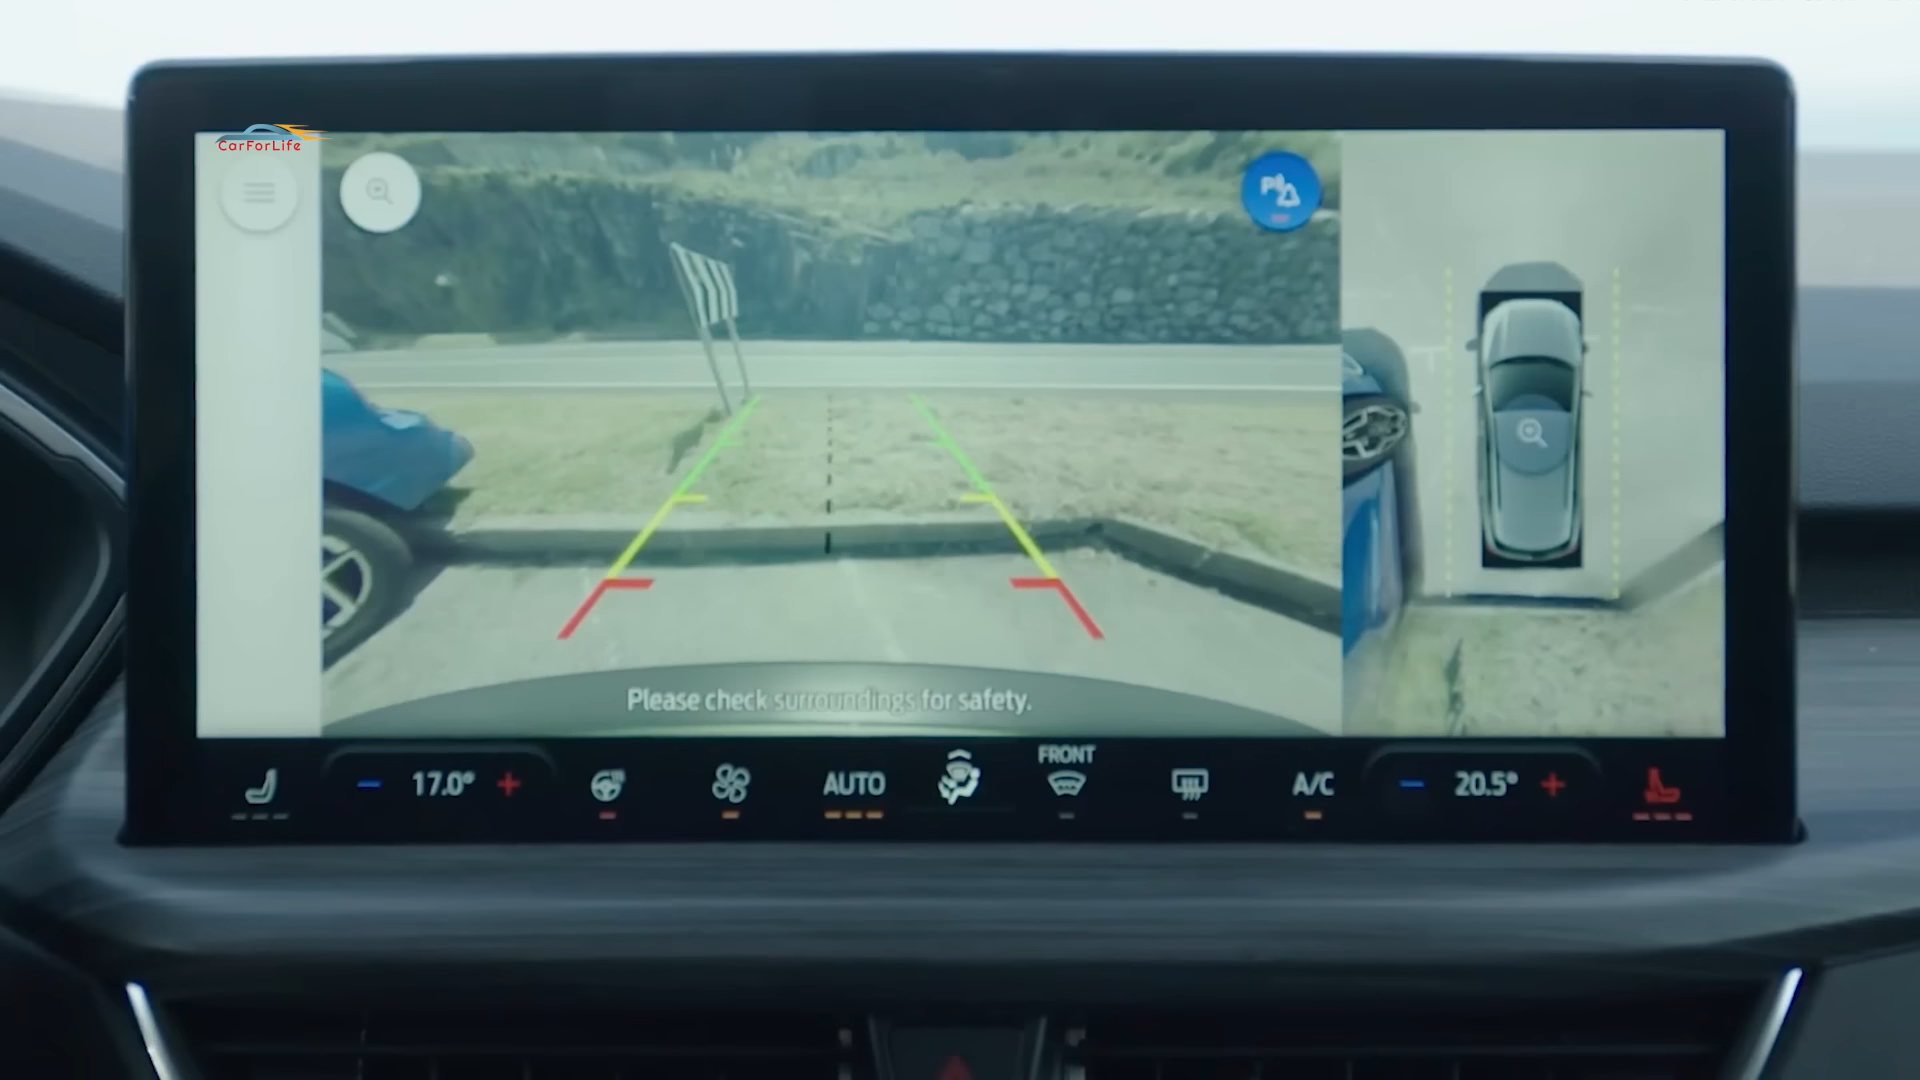 CarForLife
Please check surroundings for safety.
17.0°
AUTO
FRONT
A/C
20.5°